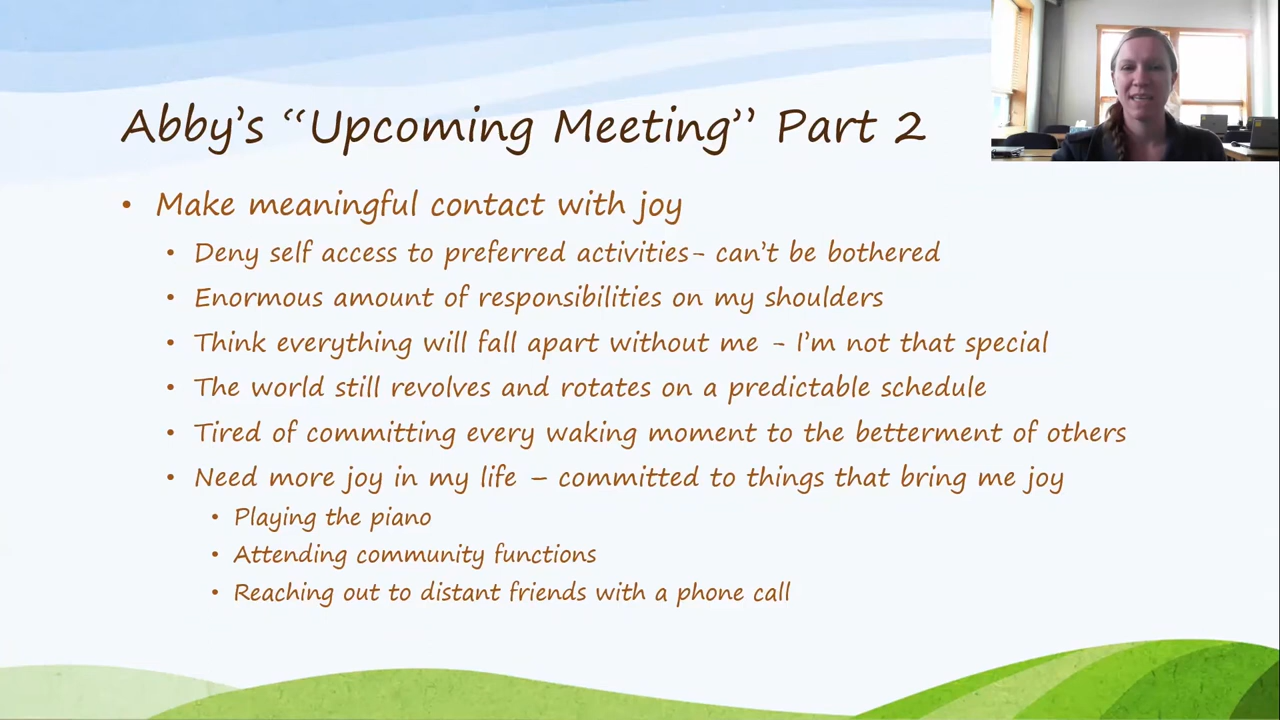 Abby's “Upcoming Meeting” Part 2
• Make meaningful contact with joy
• Deny self access to preferred activities- can't be bothered
• Enormous amount of responsibilities on my shoulders
• Think everything will fall apart without me - I'm not that special
• The world still revolves and rotates on a predictable schedule
• Tired of committing every waking moment to the betterment of others
• Need more joy in my life – committed to things that bring me joy
• Playing the piano
• Attending community functions
• Reaching out to distant friends with a phone call